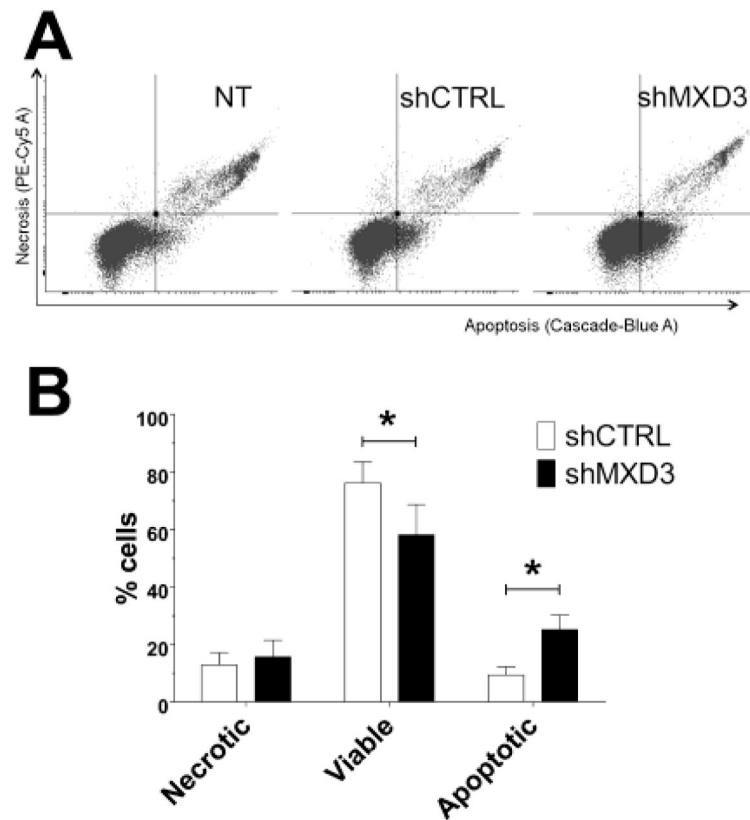 A
NT
shCTRL
shMXD3
Necrosis (PE-Cy5 A)
Apoptosis (Cascade-Blue A)
B
100
80
60
40
20
0
% cells
*
*
shCTRL
shMXD3
Necrotic
Viable
Apoptotic